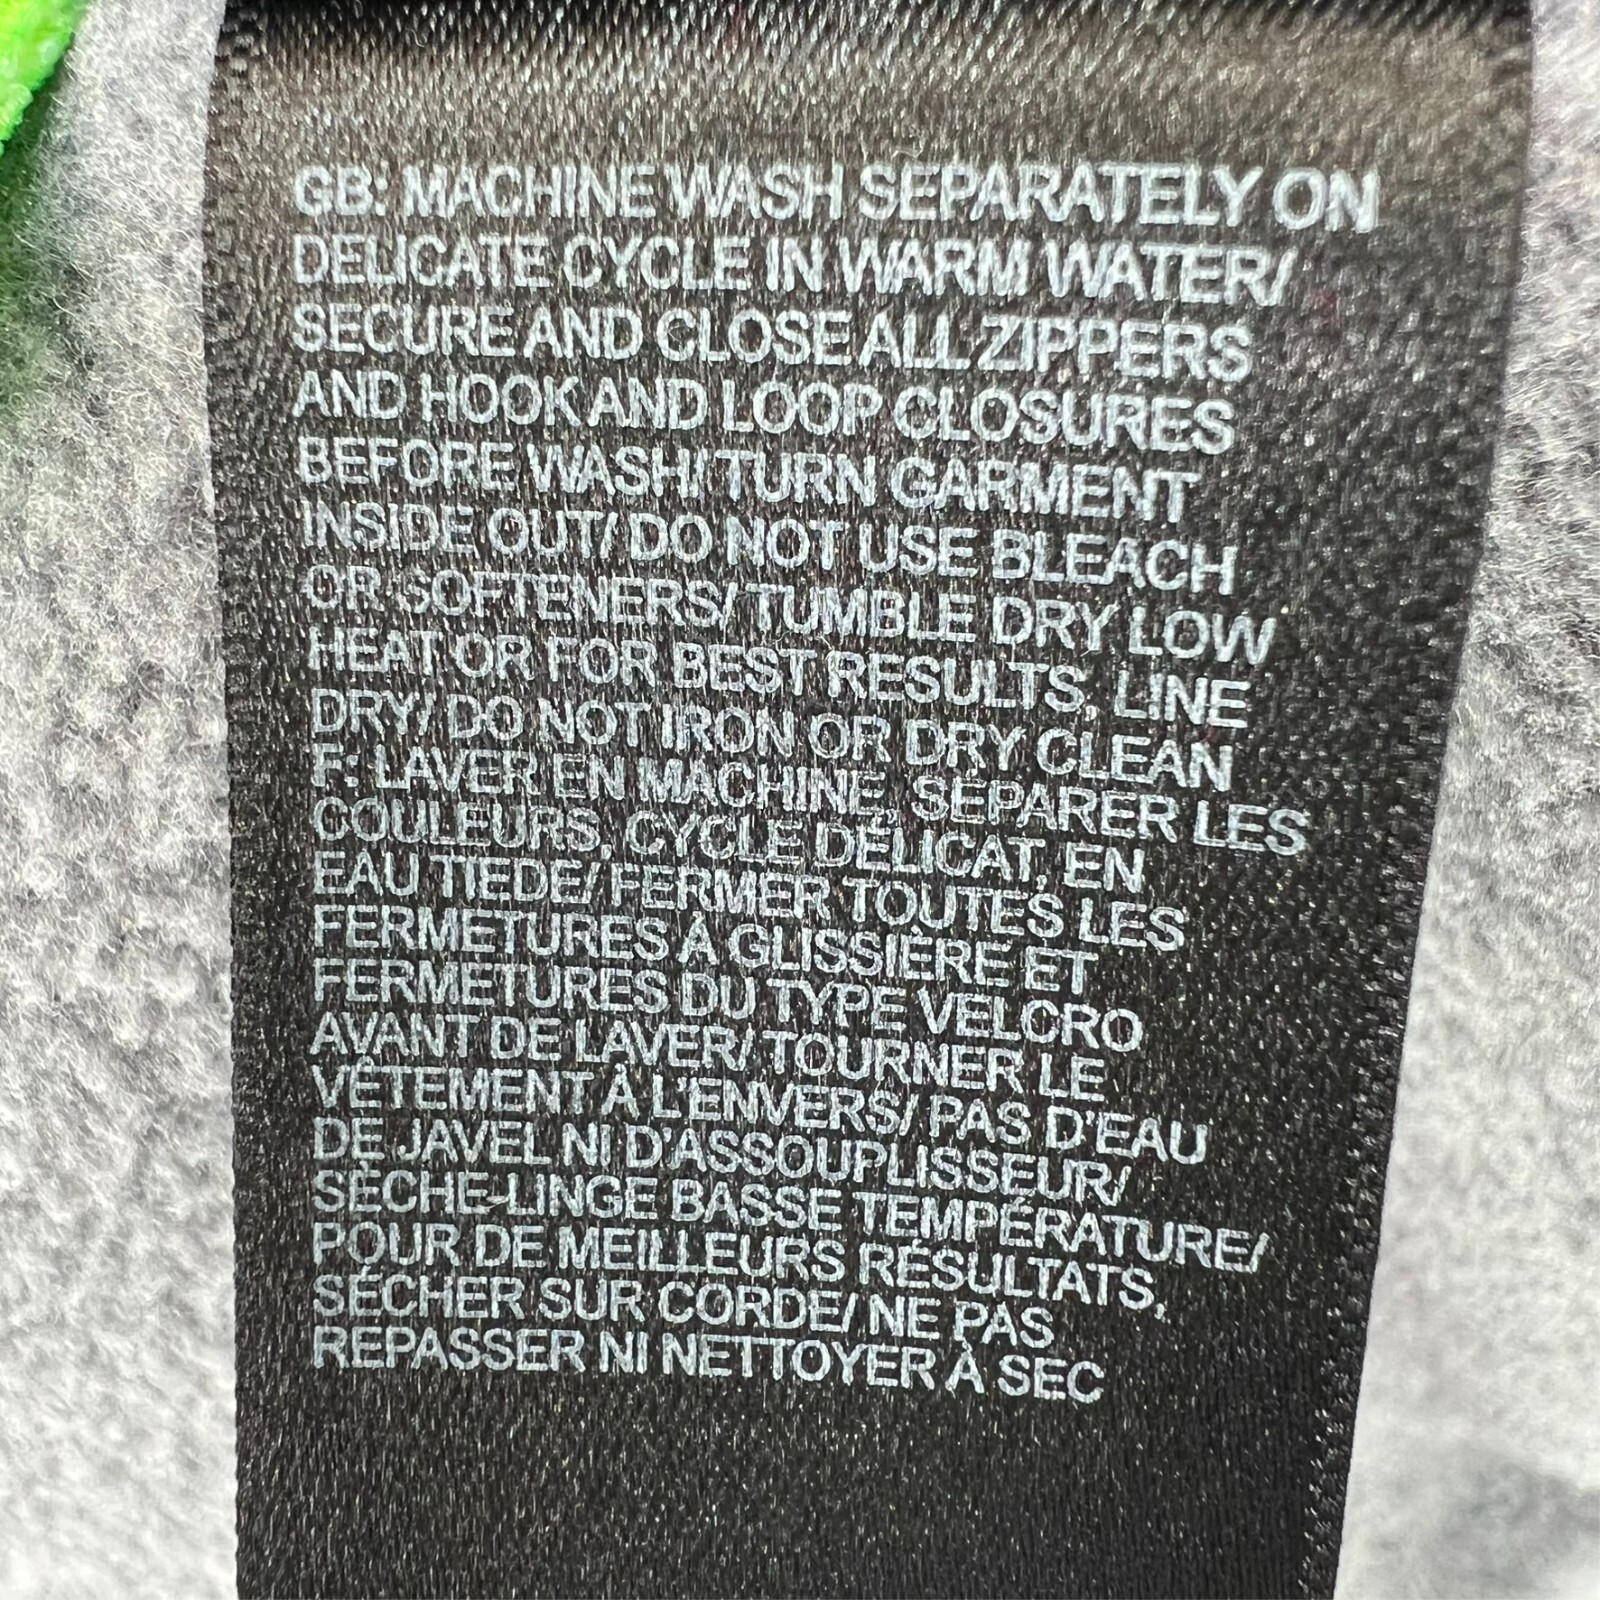 GB: MACHINE WASH SEPARATELY ON
DELICATE CYCLE IN WARM WATER/
SECURE AND CLOSE ALL ZIPPERS
AND HOOK AND LOOP CLOSURES
BEFORE WASH/ TURN GARMENT
INSIDE OUT/ DO NOT USE BLEACH
OR SOFTENERS/ TUMBLE DRY LOW
HEAT OR FOR BEST RESULTS, LINE
DRY/ DO NOT IRON OR DRY CLEAN
F: LAVER EN MACHINE, SÉPARER LES
COULEURS, CYCLE DÉLICAT, EN
EAU TIEDE/ FERMER TOUTES LES
FERMETURES À GLISSIÈRE ET
FERMETURES DU TYPE VELCRO
AVANT DE LAVER/ TOURNER LE
VÊTEMENT À L'ENVERS/ PAS D'EAU
DE JAVEL NI D'ASSOUPLISSEUR/
SÈCHE-LINGE BASSE TEMPÉRATURE/
POUR DE MEILLEURS RÉSULTATS,
SÉCHER SUR CORDE/ NE PAS
REPASSER NI NETTOYER À SEC